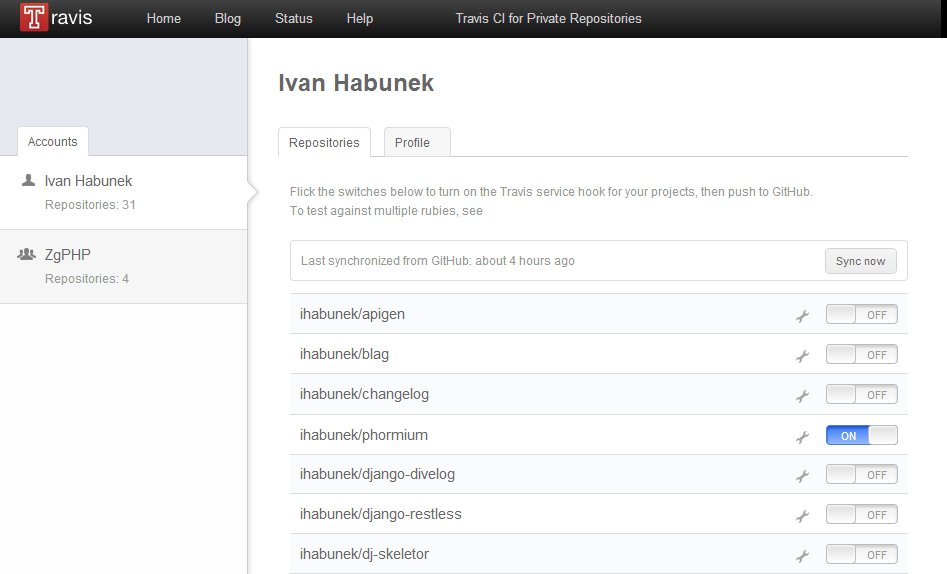 Travis Home Blog Status Help Travis CI for Private Repositories
Accounts
Ivan Habunek
Repositories: 31
ZgPHP
Repositories: 4
Ivan Habunek
Repositories Profile
Flick the switches below to turn on the Travis service hook for your projects, then push to GitHub.
To test against multiple rubies, see
Last synchronized from GitHub: about 4 hours ago Sync now
ihabunek/apigen OFF
ihabunek/blag OFF
ihabunek/changelog OFF
ihabunek/phormium ON
ihabunek/django-divelog OFF
ihabunek/django-restless OFF
ihabunek/dj-skeletor OFF